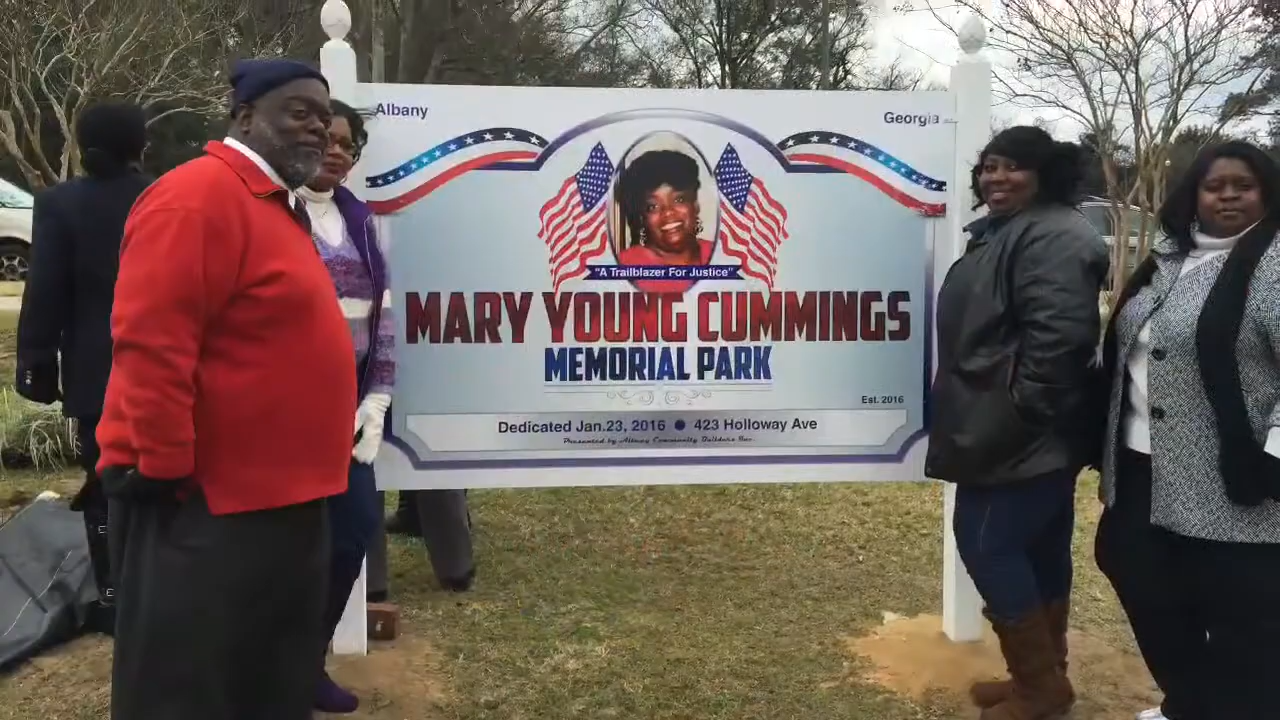 Albany
Georgia
"A Trailblazer For Justice"
MARY YOUNG CUMMINGS
MEMORIAL PARK
Est. 2016
Dedicated Jan.23, 2016 ● 423 Holloway Ave
Presented by Albany Community Builders Inc.